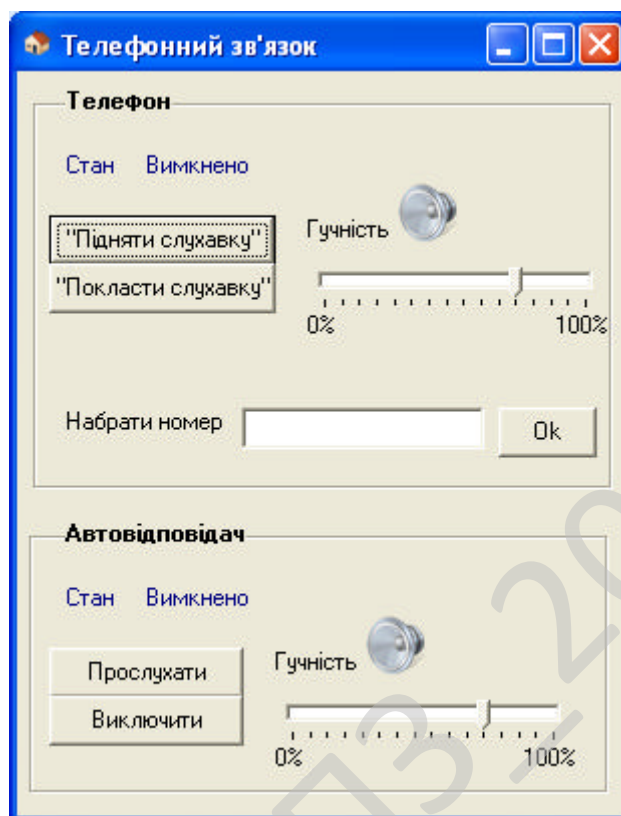 Телефонний зв'язок
Телефон
Стан Вимкнено
"Підняти слухавку"
Гучність
"Покласти слухавку"
0% 100%
Набрати номер Ok
Автовідповідач
Стан Вимкнено
Прослухати
Гучність
Виключити
0% 100%
ПЗ_20